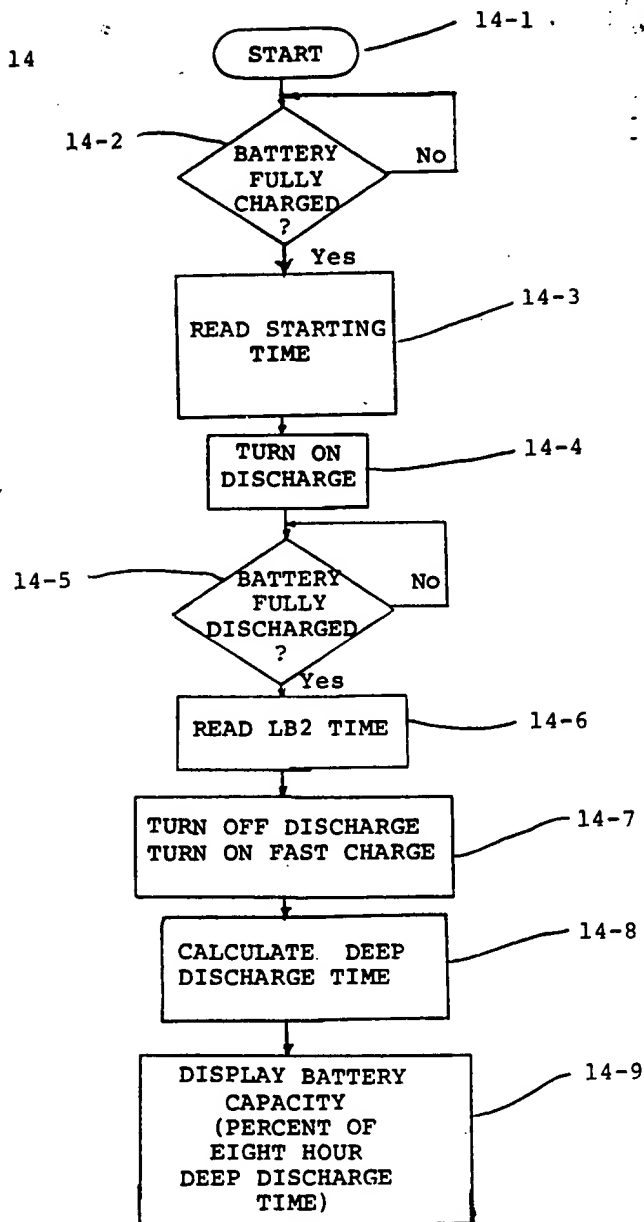 14-1
14
START
14-2
BATTERY
FULLY
CHARGED
?
No
Yes
14-3
READ STARTING
TIME
14-4
TURN ON
DISCHARGE
14-5
BATTERY
FULLY
DISCHARGED
?
No
Yes
READ LB2 TIME
14-6
TURN OFF DISCHARGE
TURN ON FAST CHARGE
14-7
CALCULATE DEEP
DISCHARGE TIME
14-8
DISPLAY BATTERY
CAPACITY
(PERCENT OF
EIGHT HOUR
DEEP DISCHARGE
TIME)
14-9